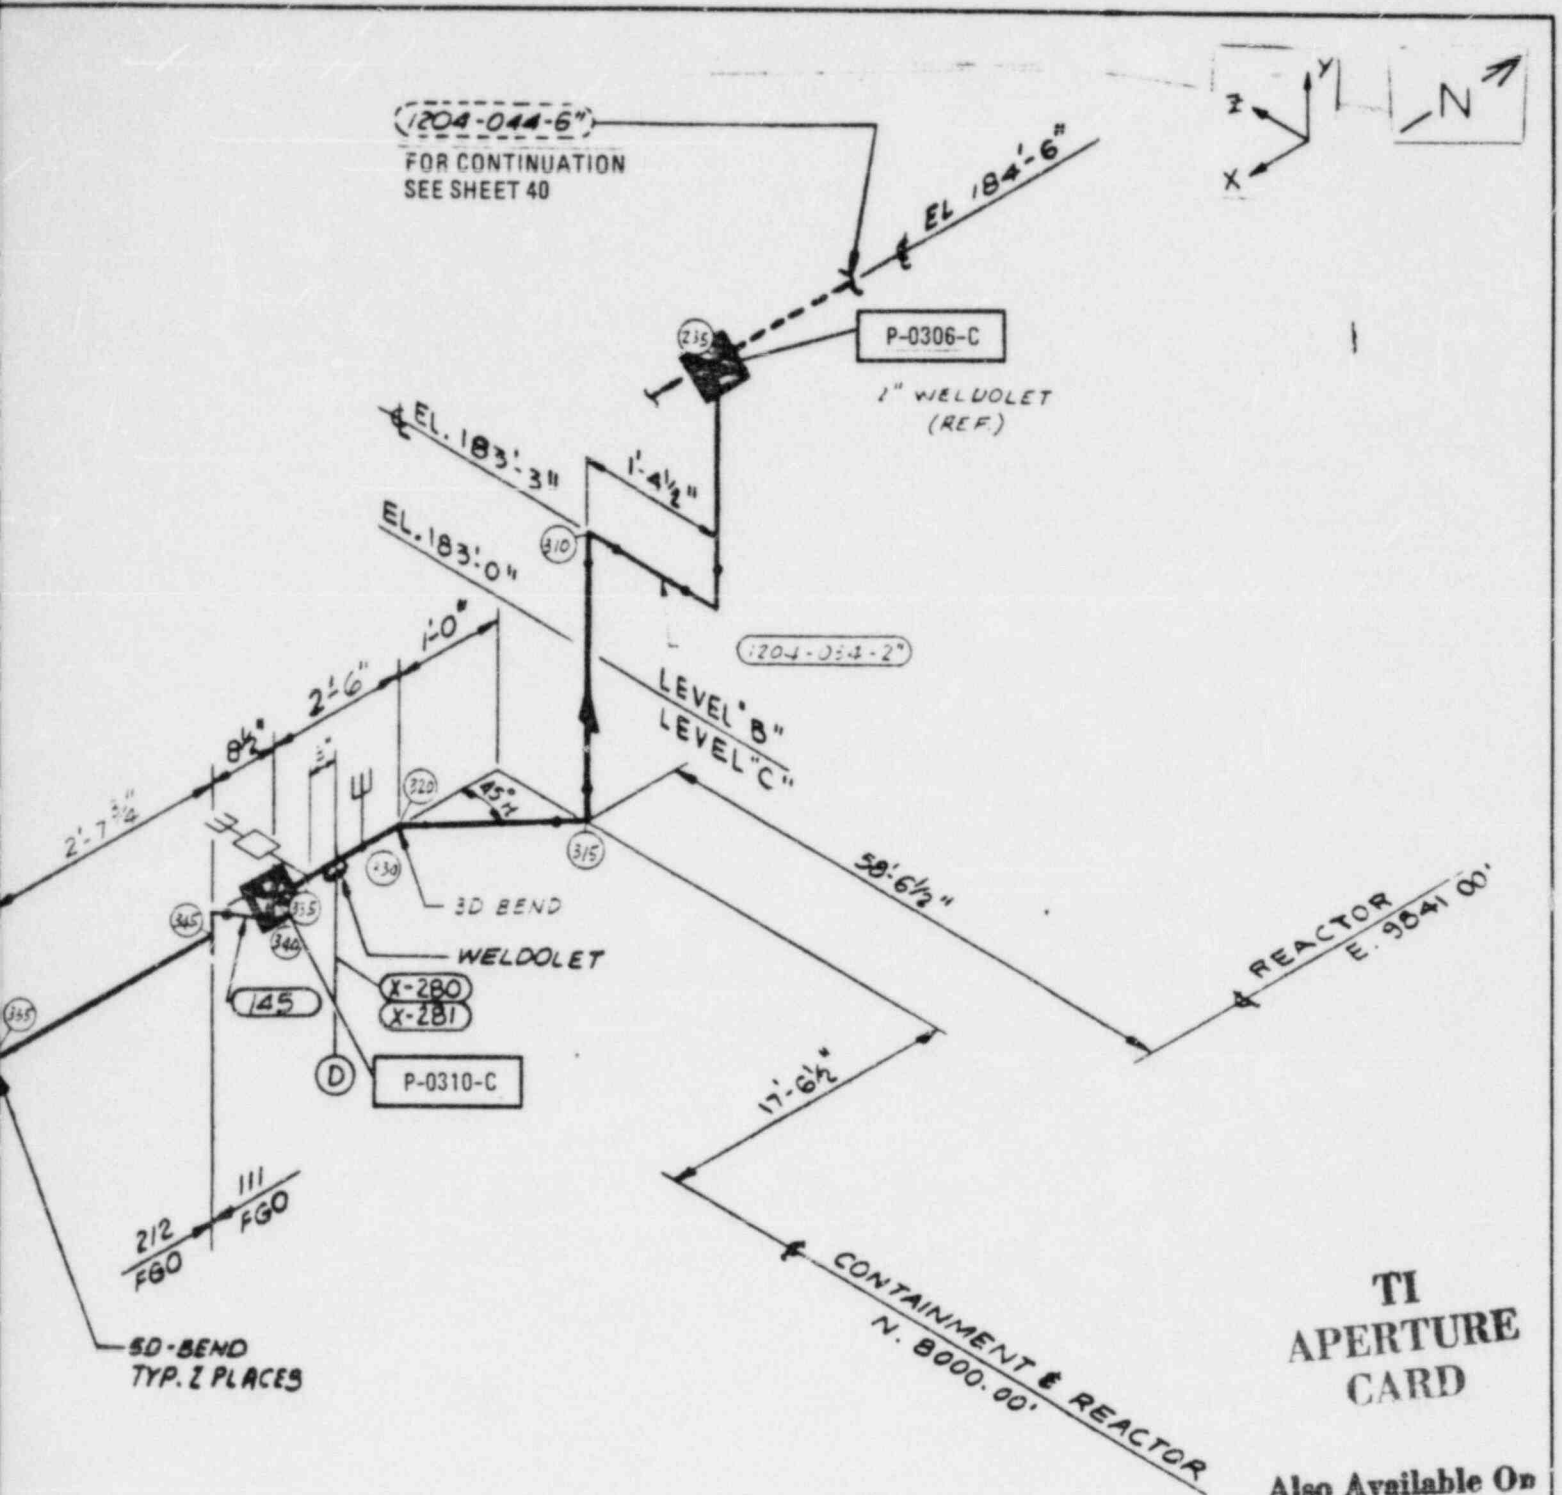 Y
Z
X
N
1204-044-6"
FOR CONTINUATION
SEE SHEET 40
℄ EL 184'-6"
235
P-0306-C
2" WELDOLET
(REF.)
℄ EL. 183'-3"
1'-4½"
EL. 183'-0"
310
1204-034-2"
LEVEL "B"
LEVEL "C"
1'-0"
2'-6"
8½"
2'-7¾"
3"
320
45°H
315
330
3D BEND
WELDOLET
58'-6½"
℄ REACTOR
E. 9841.00'
345
335
340
145
X-280
X-281
355
D
P-0310-C
17'-6½"
111
FGO
212
FGO
℄ CONTAINMENT & REACTOR
N. 8000.00'
5D-BEND
TYP. 2 PLACES
TI
APERTURE
CARD
Also Available On